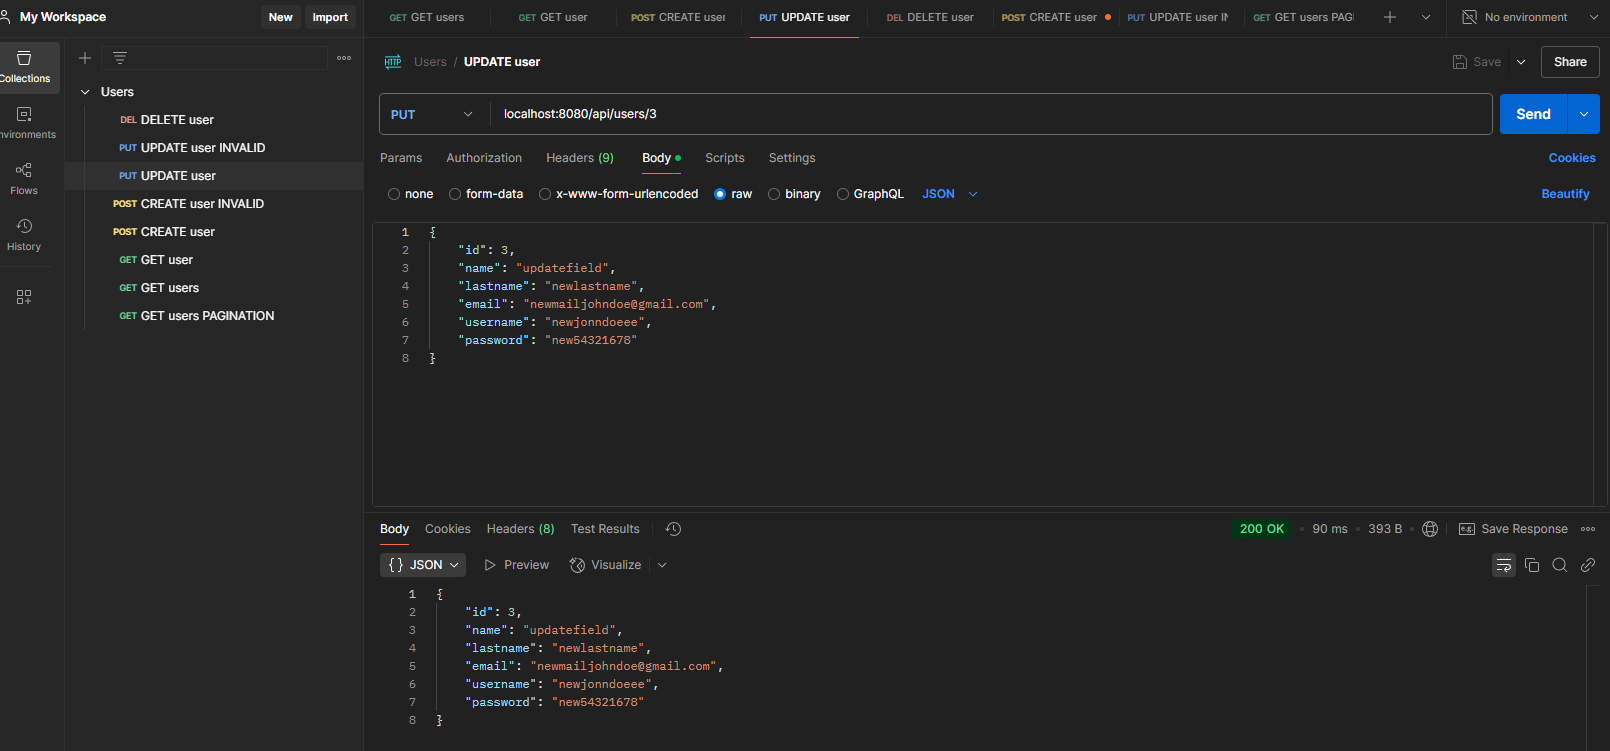 My Workspace
New
Import
GET GET users
GET GET user
POST CREATE user
PUT UPDATE user
DEL DELETE user
POST CREATE user
PUT UPDATE user IN
GET GET users PAGI
No environment
Collections
nvironments
Flows
History
Users
DEL DELETE user
PUT UPDATE user INVALID
PUT UPDATE user
POST CREATE user INVALID
POST CREATE user
GET GET user
GET GET users
GET GET users PAGINATION
HTTP Users / UPDATE user
Save
Share
PUT
localhost:8080/api/users/3
Send
Params Authorization Headers (9) Body Scripts Settings
Cookies
none form-data x-www-form-urlencoded raw binary GraphQL JSON
Beautify
1 {
2 "id": 3,
3 "name": "updatefield",
4 "lastname": "newlastname",
5 "email": "newmailjohndoe@gmail.com",
6 "username": "newjonndoeee",
7 "password": "new54321678"
8 }
Body Cookies Headers (8) Test Results
200 OK • 90 ms • 393 B
e.g. Save Response
{} JSON Preview Visualize
1 {
2 "id": 3,
3 "name": "updatefield",
4 "lastname": "newlastname",
5 "email": "newmailjohndoe@gmail.com",
6 "username": "newjonndoeee",
7 "password": "new54321678"
8 }